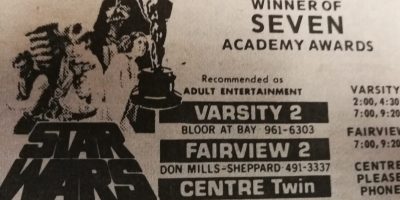 WINNER OF
SEVEN
ACADEMY AWARDS
Recommended as
ADULT ENTERTAINMENT
STAR
WARS
VARSITY 2
BLOOR AT BAY 961-6303
FAIRVIEW 2
DON MILLS-SHEPPARD 491-3337
CENTRE Twin
VARSITY
2:00, 4:30
7:00, 9:20
FAIRVIEW
7:00, 9:20
CENTRE
PLEASE
PHONE